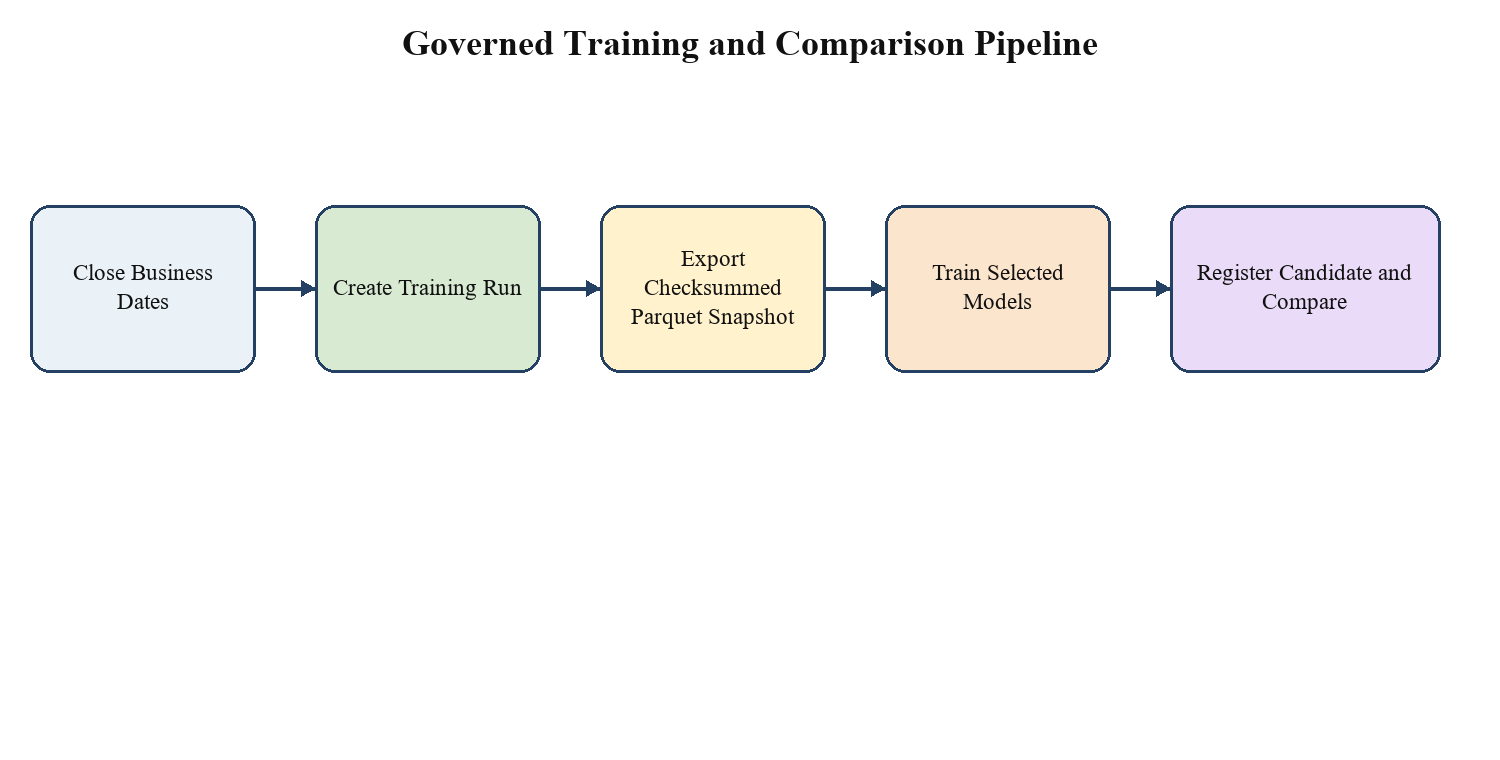 Governed Training and Comparison Pipeline
Close Business
Dates
Create Training Run
Export
Checksummed
Parquet Snapshot
Train Selected
Models
Register Candidate and
Compare